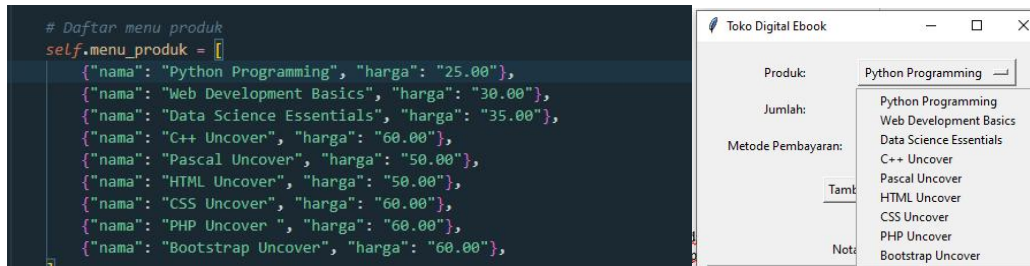 # Daftar menu produk
self.menu_produk = [
{"nama": "Python Programming", "harga": "25.00"},
{"nama": "Web Development Basics", "harga": "30.00"},
{"nama": "Data Science Essentials", "harga": "35.00"},
{"nama": "C++ Uncover", "harga": "60.00"},
{"nama": "Pascal Uncover", "harga": "50.00"},
{"nama": "HTML Uncover", "harga": "50.00"},
{"nama": "CSS Uncover", "harga": "60.00"},
{"nama": "PHP Uncover ", "harga": "60.00"},
{"nama": "Bootstrap Uncover", "harga": "60.00"},
]
Toko Digital Ebook
Produk:
Python Programming
Jumlah:
Metode Pembayaran:
Python Programming
Web Development Basics
Data Science Essentials
C++ Uncover
Pascal Uncover
HTML Uncover
CSS Uncover
PHP Uncover
Bootstrap Uncover
Tamb
Nota